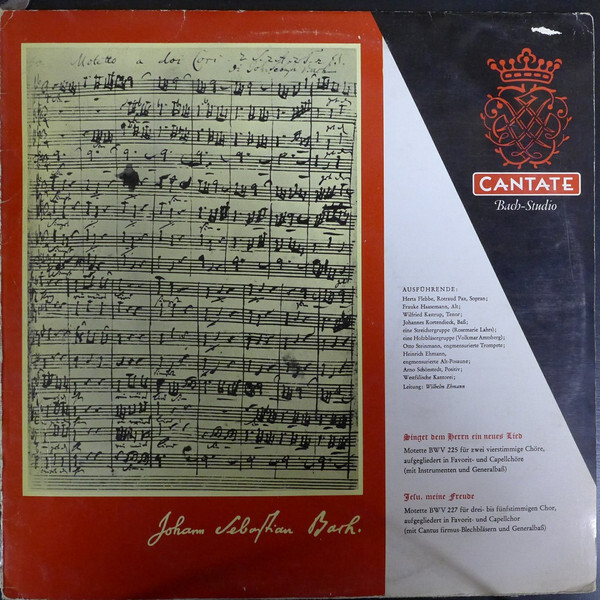 Motetto a doi Cori
CANTATE
Bach-Studio
AUSFÜHRENDE:
Herta Flebbe, Rotraud Pax, Sopran;
Frauke Haasemann, Alt;
Wilfried Kastrup, Tenor;
Johannes Kortendieck, Baß;
eine Streichergruppe (Rosemarie Lahrs);
eine Holzbläsergruppe (Volkmar Arensberg);
Otto Steinmann, engmensurierte Trompete;
Heinrich Ehmann,
engmensurierte Alt-Posaune;
Arno Schönstedt, Positiv;
Westfälische Kantorei;
Leitung: Wilhelm Ehmann
Singet dem Herrn ein neues Lied
Motette BWV 225 für zwei vierstimmige Chöre,
aufgegliedert in Favorit- und Capellchöre
(mit Instrumenten und Generalbaß)
Jesu, meine Freude
Motette BWV 227 für drei- bis fünfstimmigen Chor,
aufgegliedert in Favorit- und Capellchor
(mit Cantus firmus-Blechbläsern und Generalbaß)
Johann Sebastian Bach.